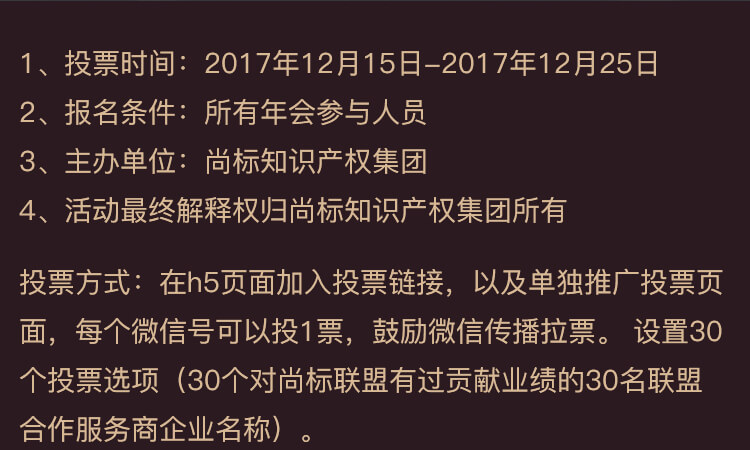 1、投票时间：2017年12月15日-2017年12月25日
2、报名条件：所有年会参与人员
3、主办单位：尚标知识产权集团
4、活动最终解释权归尚标知识产权集团所有
投票方式：在h5页面加入投票链接，以及单独推广投票页
面，每个微信号可以投1票，鼓励微信传播拉票。 设置30
个投票选项（30个对尚标联盟有过贡献业绩的30名联盟
合作服务商企业名称）。